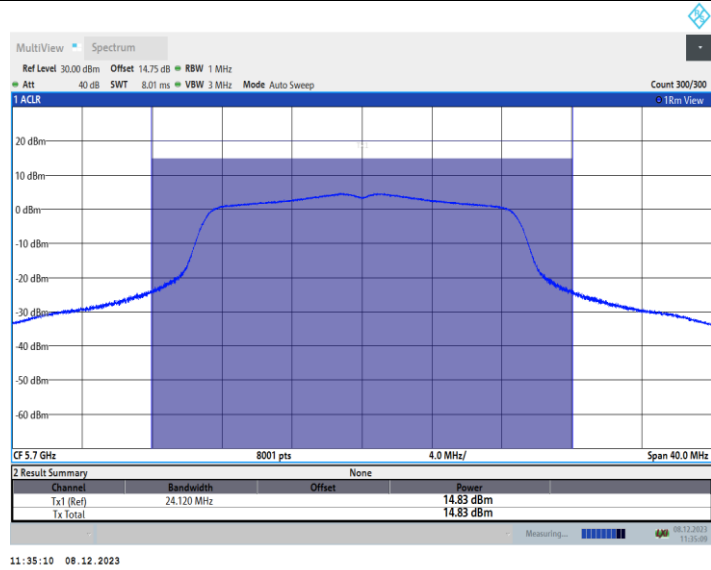 MultiView Spectrum
Ref Level 30.00 dBm Offset 14.75 dB RBW 1 MHz
Att 40 dB SWT 8.01 ms VBW 3 MHz Mode Auto Sweep Count 300/300
1 ACLR 1Rm View
20 dBm
10 dBm
0 dBm
-10 dBm
-20 dBm
-30 dBm
-40 dBm
-50 dBm
-60 dBm
CF 5.7 GHz 8001 pts 4.0 MHz/ Span 40.0 MHz
2 Result Summary None
Channel Bandwidth Offset Power
Tx1 (Ref) 24.120 MHz 14.83 dBm
Tx Total 14.83 dBm
Measuring... 08.12.2023
11:35:09
11:35:10 08.12.2023